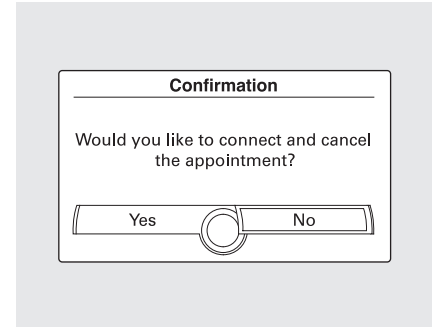 Confirmation
Would you like to connect and cancel
the appointment?
Yes No